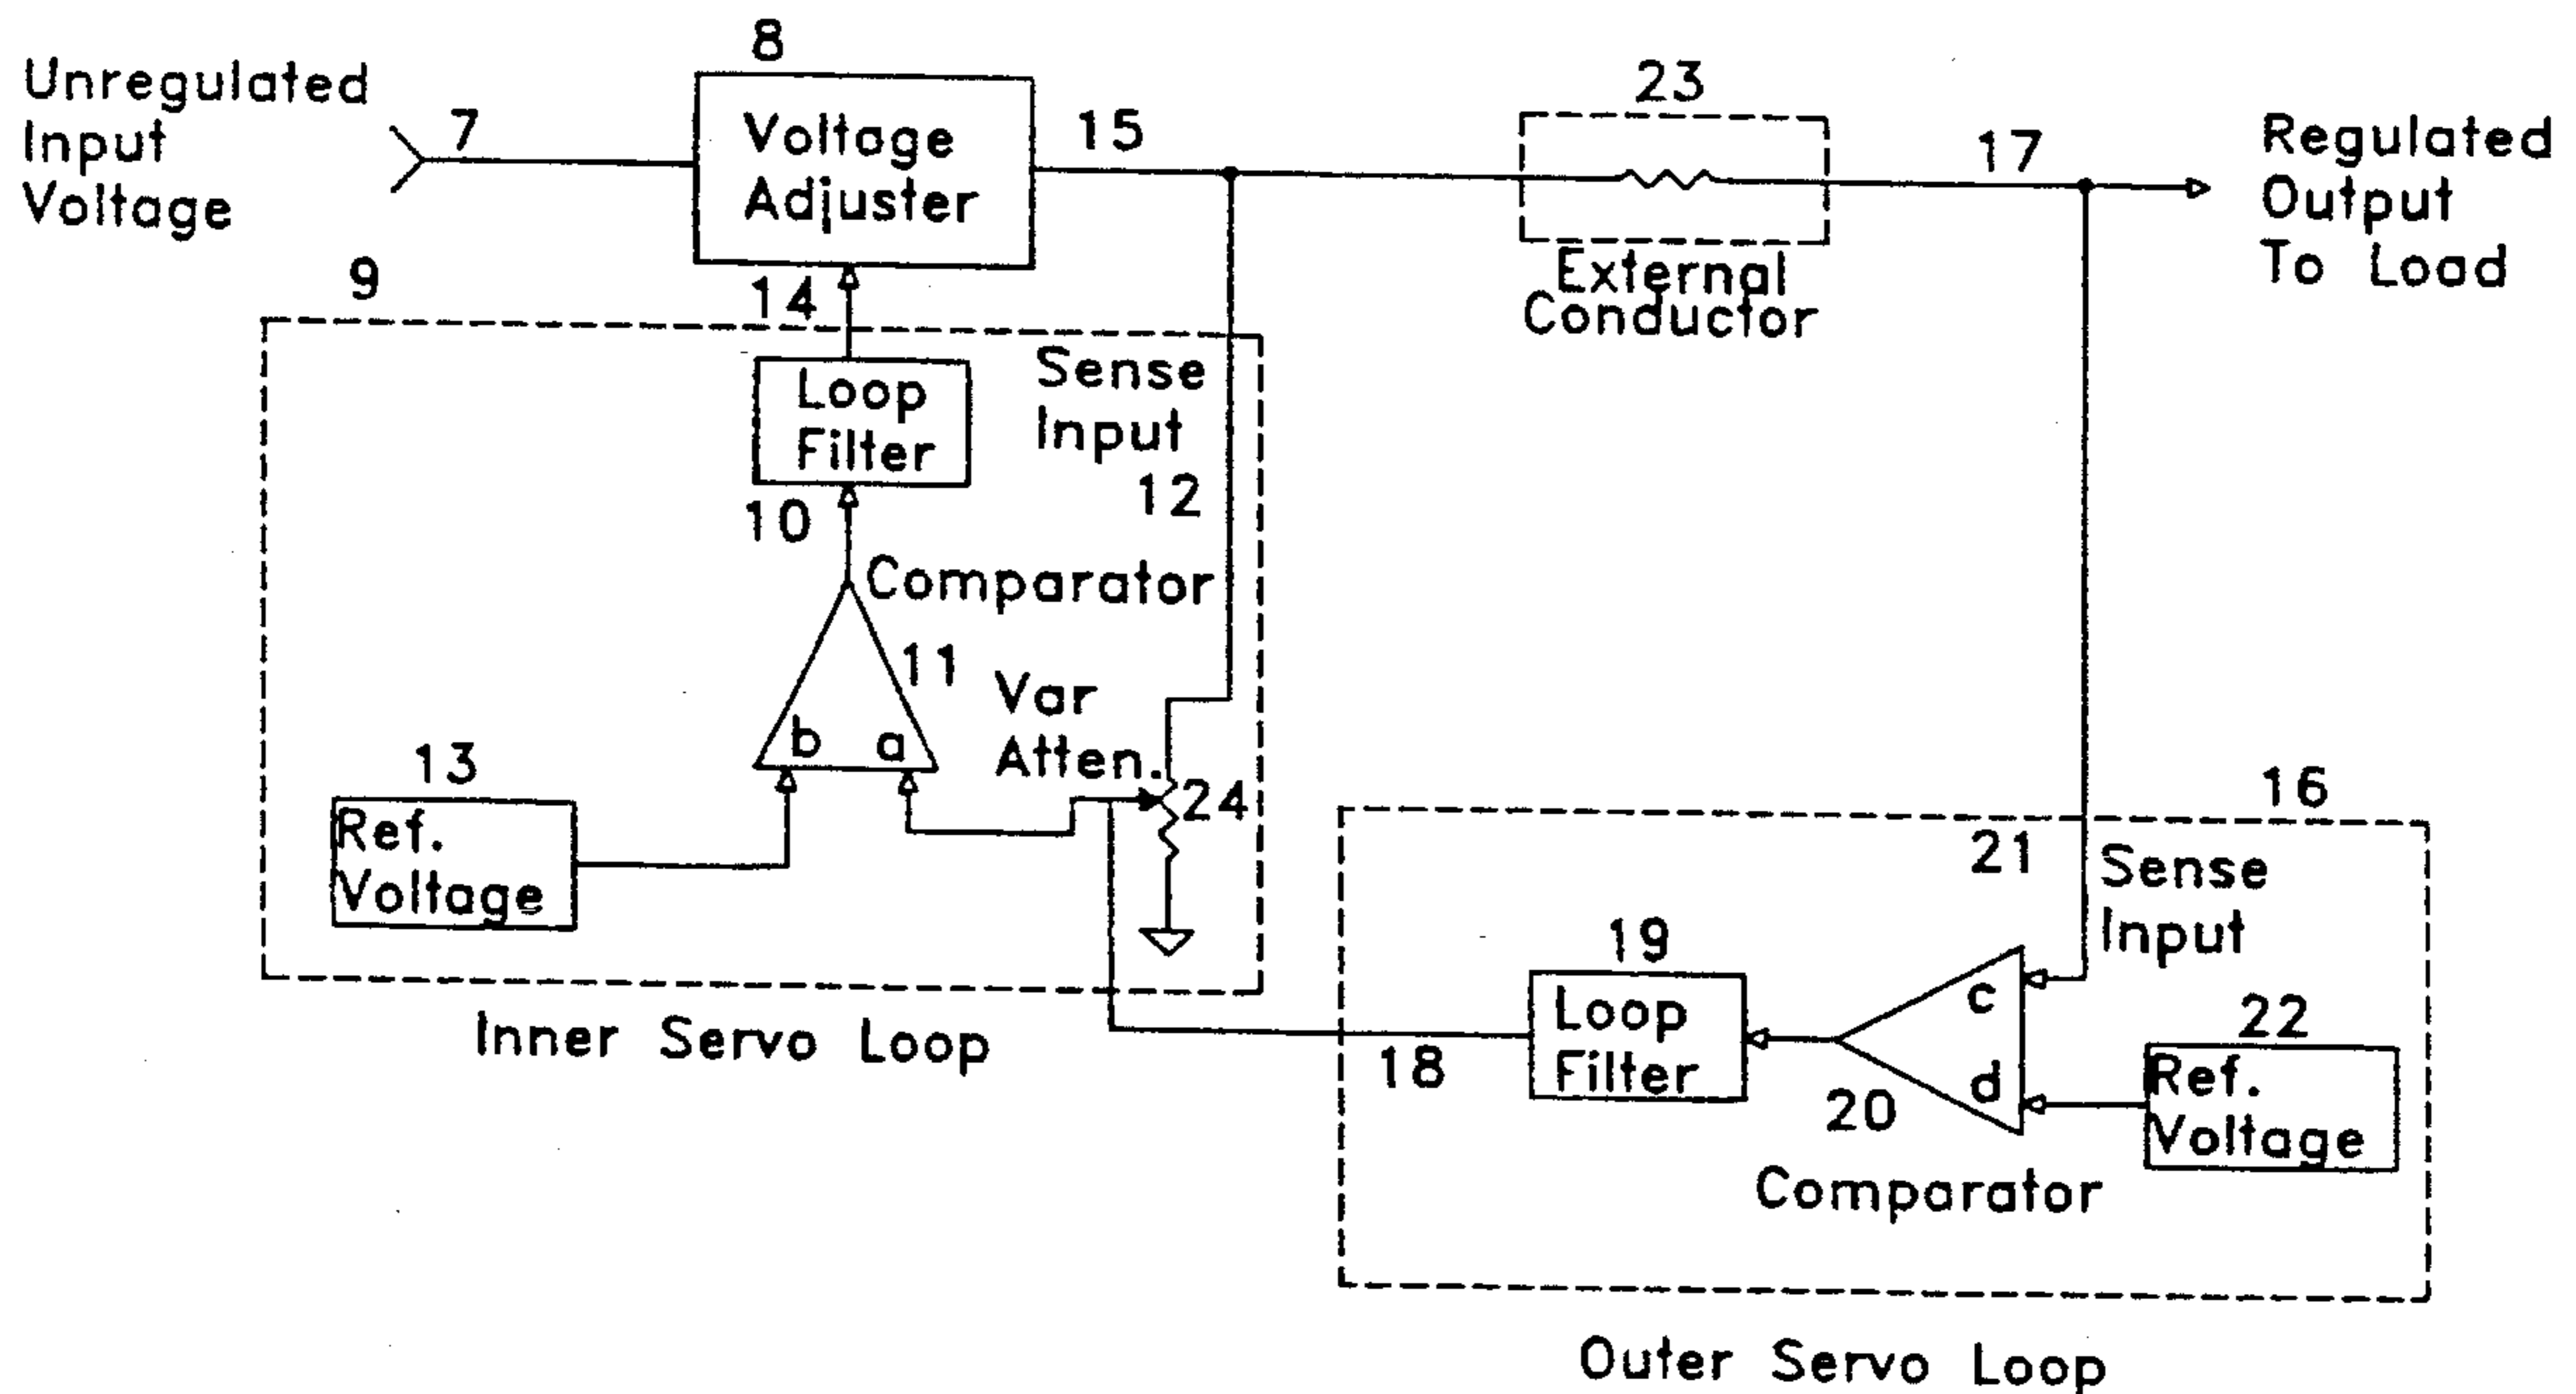 8
Unregulated
Input
Voltage
7
Voltage
Adjuster
15
23
External
Conductor
17
Regulated
Output
To Load
9
14
Loop
Filter
Sense
Input
12
10
Comparator
11
b
a
Var
Atten.
24
13
Ref.
Voltage
Inner Servo Loop
16
21
Sense
Input
19
Loop
Filter
c
d
22
Ref.
Voltage
18
20
Comparator
Outer Servo Loop